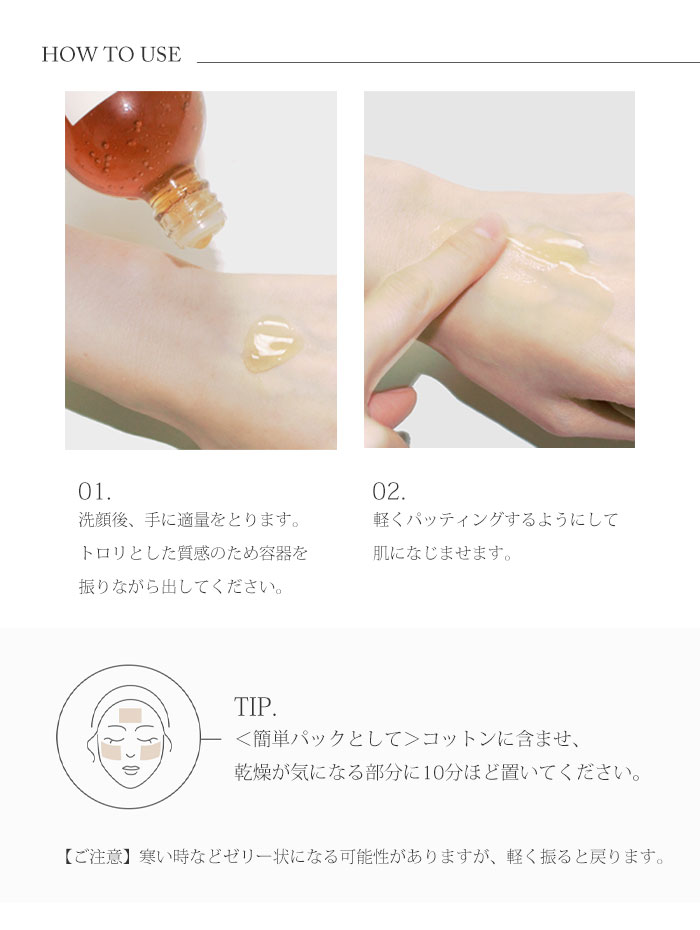 HOW TO USE
01.
洗顔後、手に適量をとります。
トロリとした質感のため容器を
振りながら出してください。
02.
軽くパッティングするようにして
肌になじませます。
TIP.
＜簡単パックとして＞コットンに含ませ、
乾燥が気になる部分に10分ほど置いてください。
【ご注意】寒い時などゼリー状になる可能性がありますが、軽く振ると戻ります。